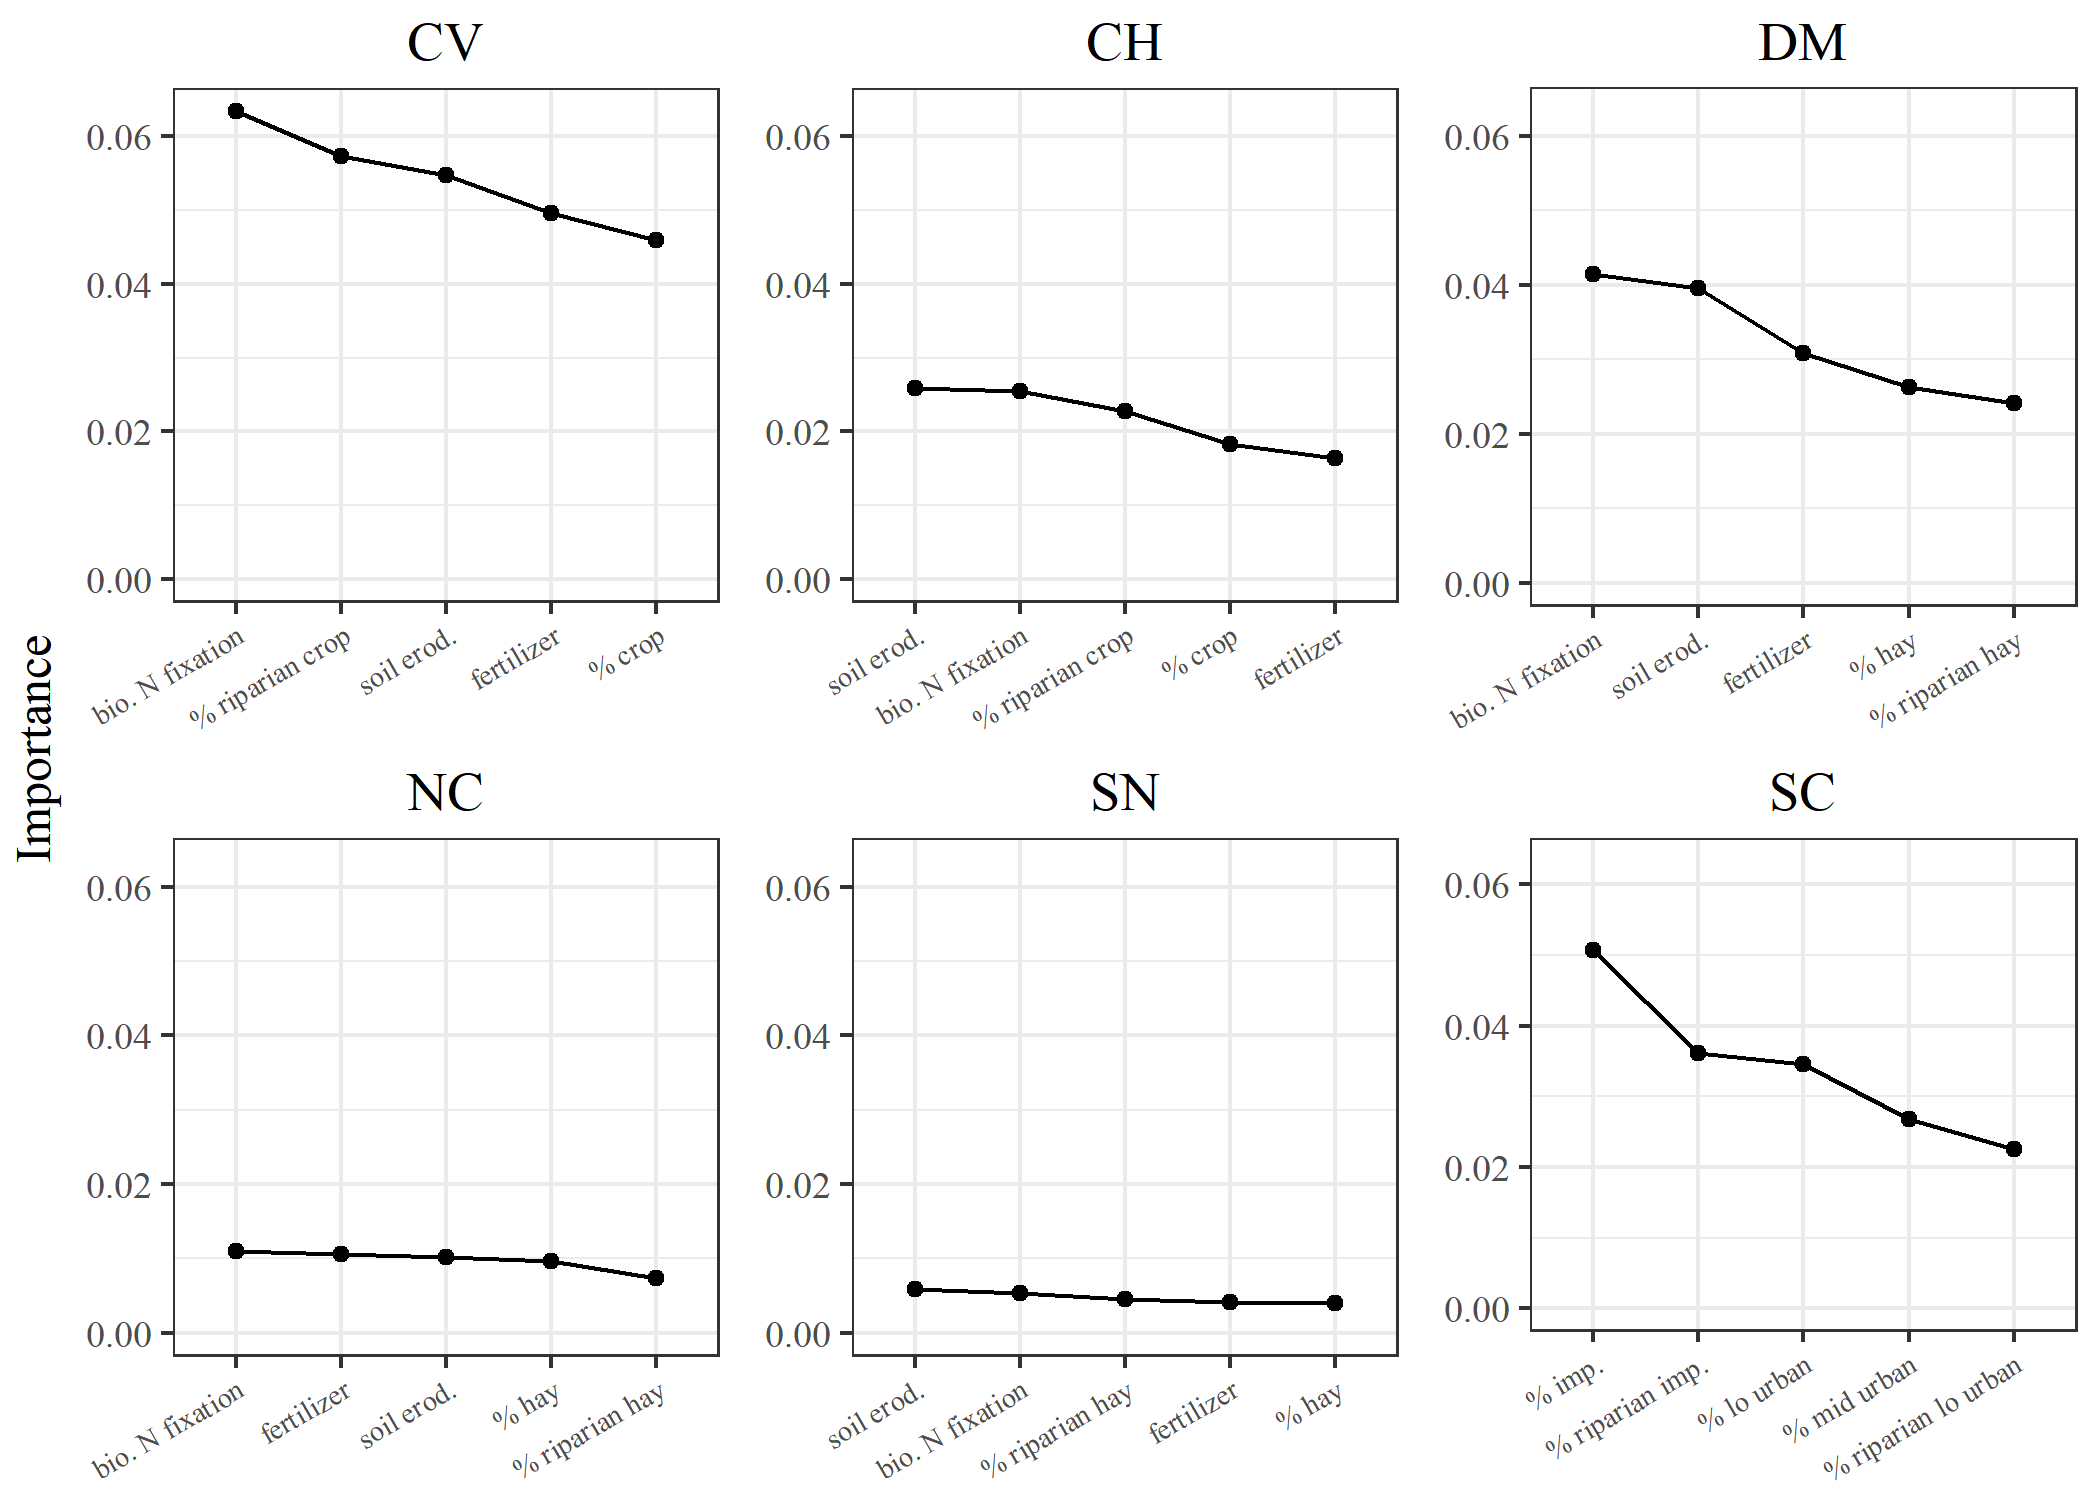 CV
CH
DM
0.06
0.04
0.02
0.00
bio. N fixation
% riparian crop
soil erod.
fertilizer
% crop
0.06
0.04
0.02
0.00
soil erod.
bio. N fixation
% riparian crop
% crop
fertilizer
0.06
0.04
0.02
0.00
bio. N fixation
soil erod.
fertilizer
% hay
% riparian hay
Importance
NC
SN
SC
0.06
0.04
0.02
0.00
bio. N fixation
fertilizer
soil erod.
% hay
% riparian hay
0.06
0.04
0.02
0.00
soil erod.
bio. N fixation
% riparian hay
fertilizer
% hay
0.06
0.04
0.02
0.00
% imp.
% riparian imp.
% lo urban
% mid urban
% riparian lo urban